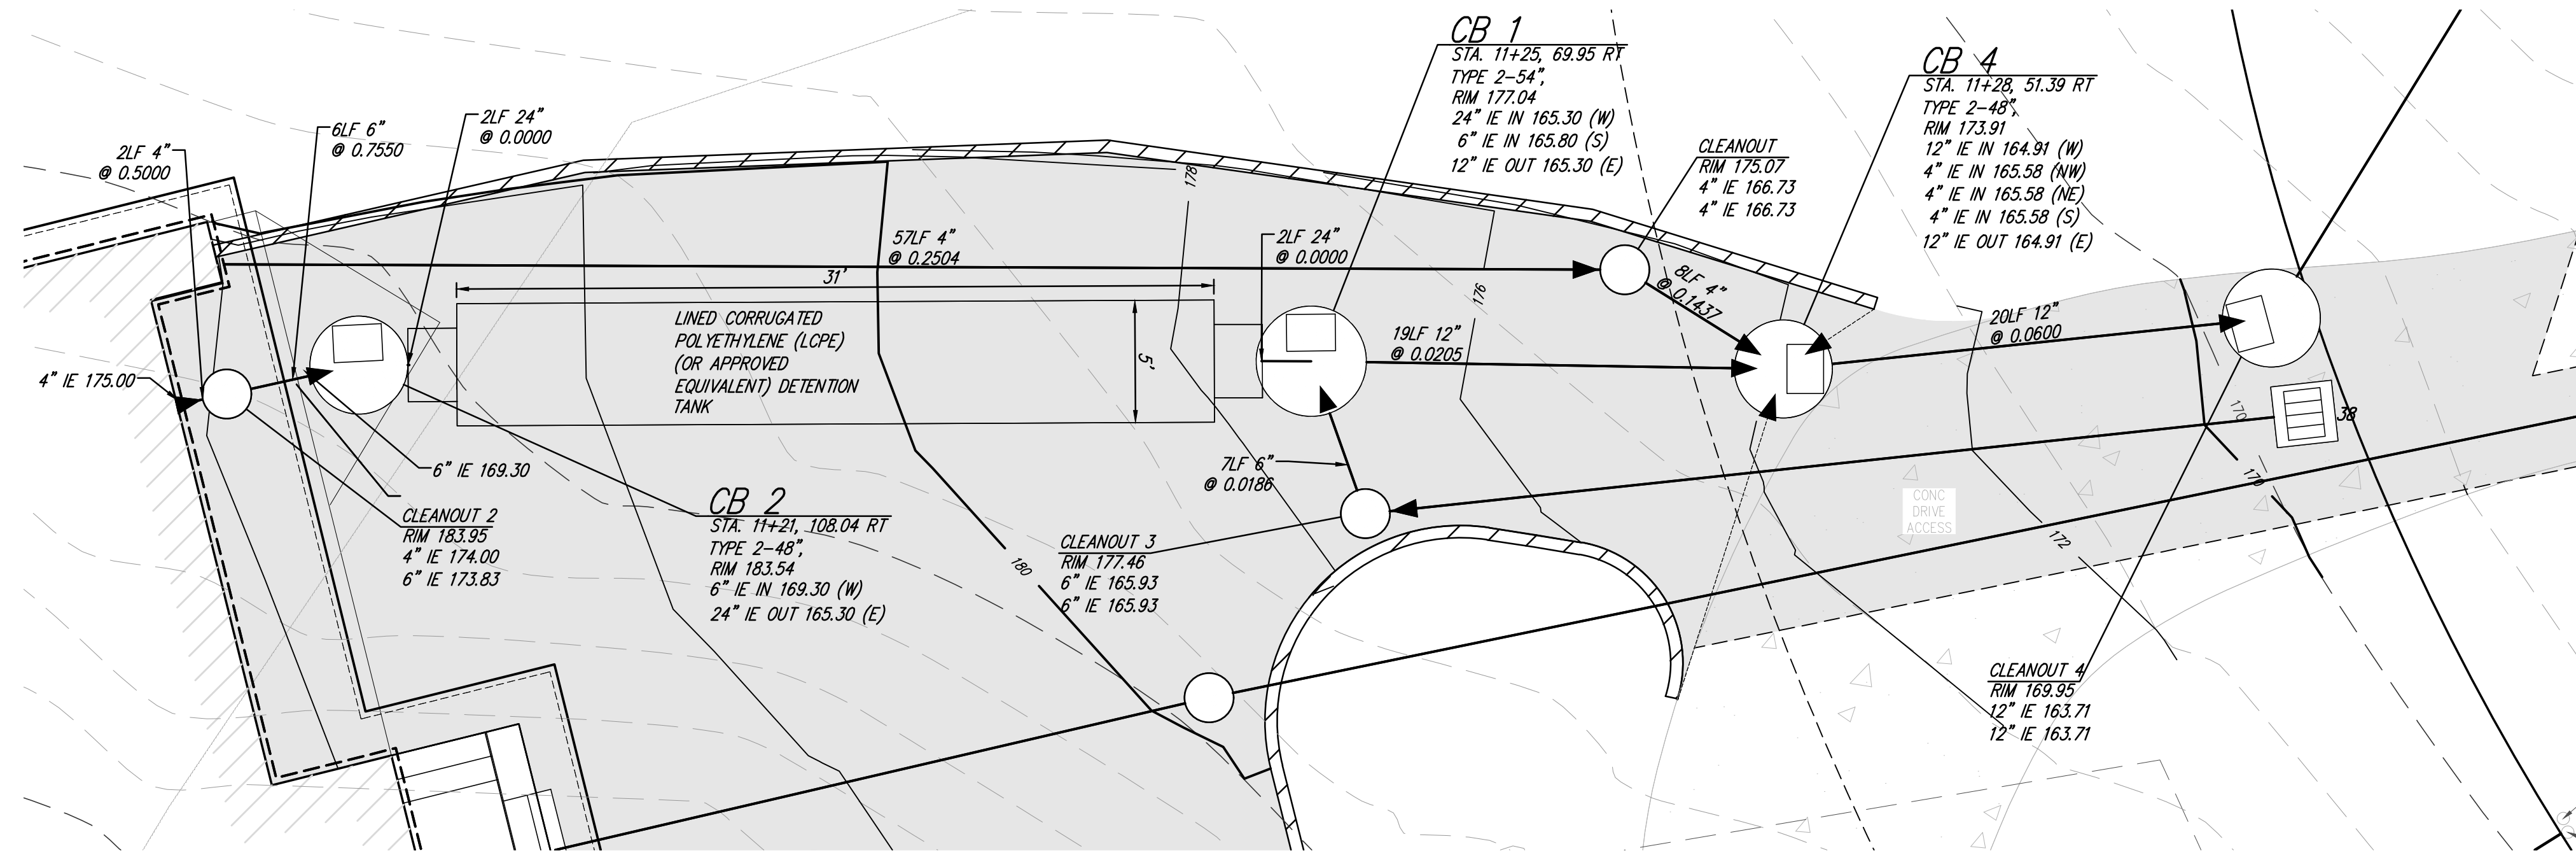 CB 1
STA. 11+25, 69.95 RT
TYPE 2-54",
RIM 177.04
24" IE IN 165.30 (W)
6" IE IN 165.80 (S)
12" IE OUT 165.30 (E)
CB 4
STA. 11+28, 51.39 RT
TYPE 2-48",
RIM 173.91
12" IE IN 164.91 (W)
4" IE IN 165.58 (NW)
4" IE IN 165.58 (NE)
4" IE IN 165.58 (S)
12" IE OUT 164.91 (E)
CLEANOUT
RIM 175.07
4" IE 166.73
4" IE 166.73
2LF 4"
@ 0.5000
6LF 6"
@ 0.7550
2LF 24"
@ 0.0000
57LF 4"
@ 0.2504
31'
2LF 24"
@ 0.0000
178
176
8LF 4"
@ 0.1437
19LF 12"
@ 0.0205
20LF 12"
@ 0.0600
LINED CORRUGATED
POLYETHYLENE (LCPE)
(OR APPROVED
EQUIVALENT) DETENTION
TANK
5'
4" IE 175.00
6" IE 169.30
7LF 6"
@ 0.0186
170
38
170
CONC
DRIVE
ACCESS
172
180
CLEANOUT 2
RIM 183.95
4" IE 174.00
6" IE 173.83
CB 2
STA. 11+21, 108.04 RT
TYPE 2-48",
RIM 183.54
6" IE IN 169.30 (W)
24" IE OUT 165.30 (E)
CLEANOUT 3
RIM 177.46
6" IE 165.93
6" IE 165.93
CLEANOUT 4
RIM 169.95
12" IE 163.71
12" IE 163.71